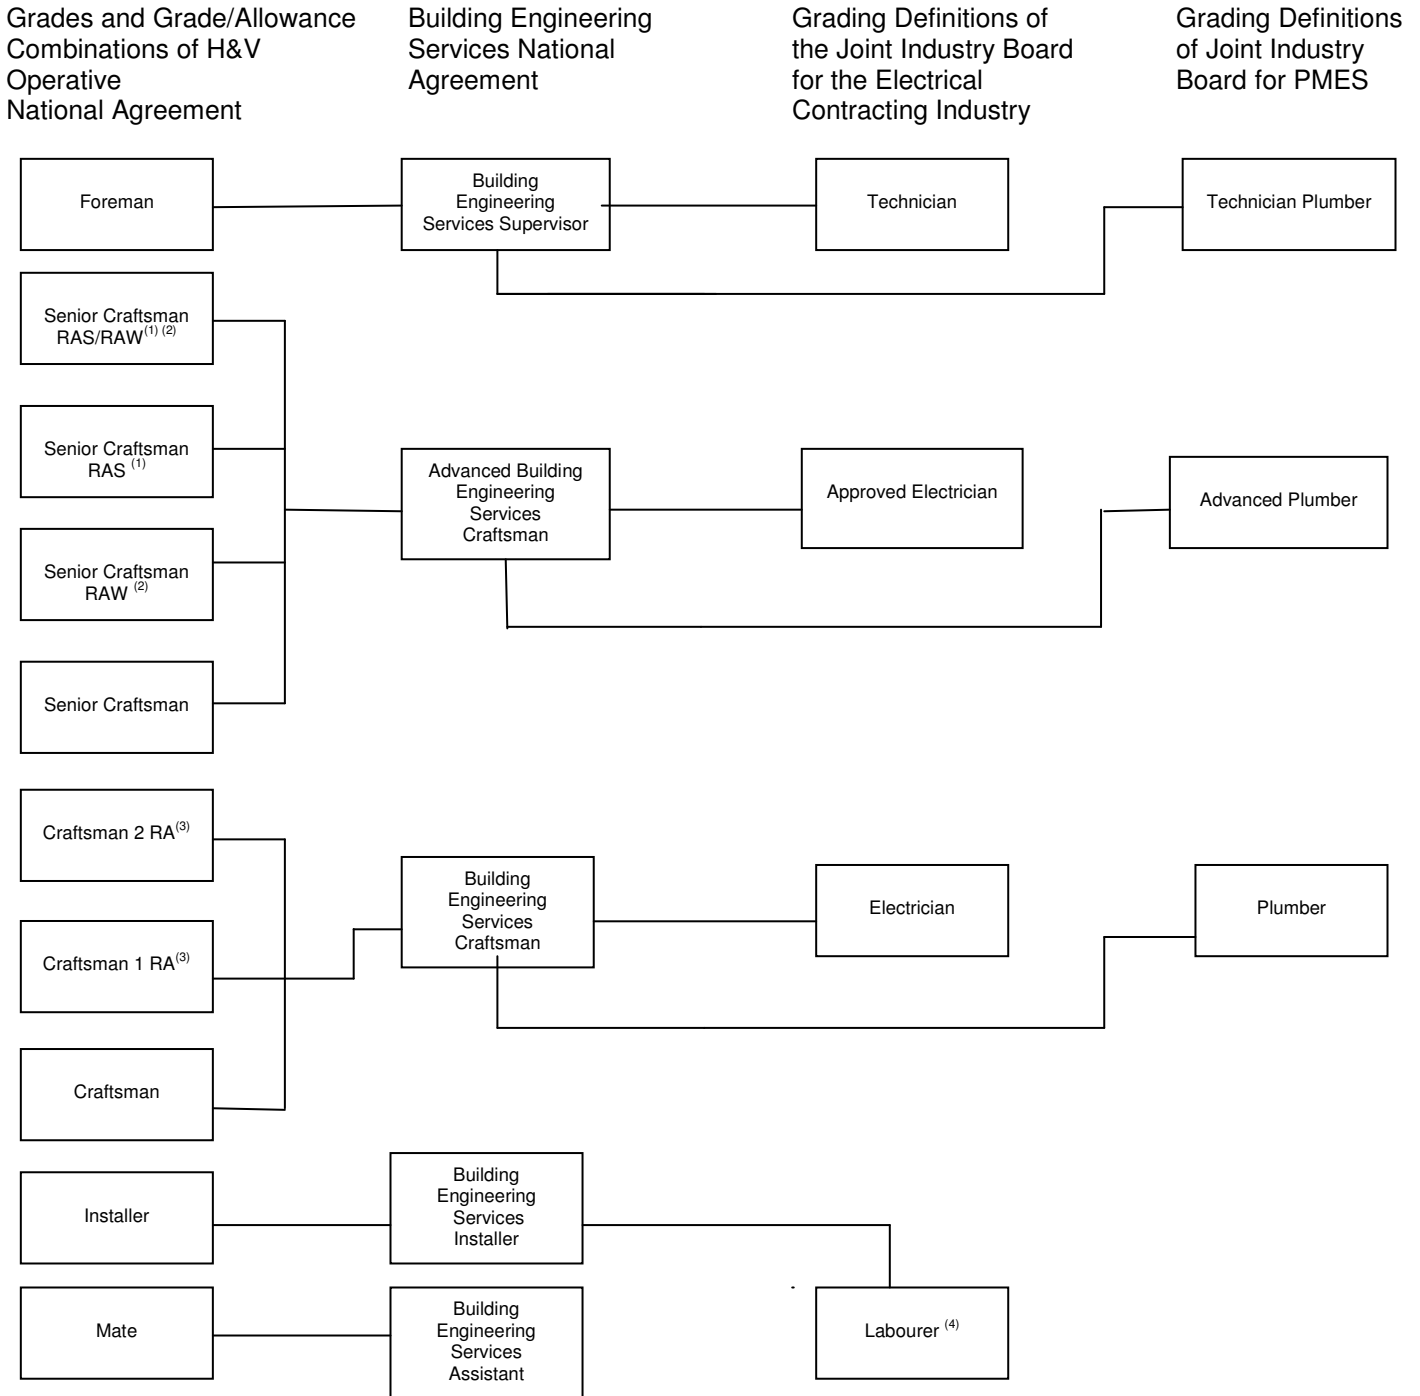 Grades and Grade/Allowance
Combinations of H&V
Operative
National Agreement
Building Engineering
Services National
Agreement
Grading Definitions of
the Joint Industry Board
for the Electrical
Contracting Industry
Grading Definitions
of Joint Industry
Board for PMES
Foreman
Building
Engineering
Services Supervisor
Technician
Technician Plumber
Senior Craftsman
RAS/RAW(1) (2)
Senior Craftsman
RAS (1)
Senior Craftsman
RAW (2)
Senior Craftsman
Advanced Building
Engineering
Services
Craftsman
Approved Electrician
Advanced Plumber
Craftsman 2 RA(3)
Craftsman 1 RA(3)
Craftsman
Building
Engineering
Services
Craftsman
Electrician
Plumber
Installer
Building
Engineering
Services
Installer
Mate
Building
Engineering
Services
Assistant
Labourer (4)